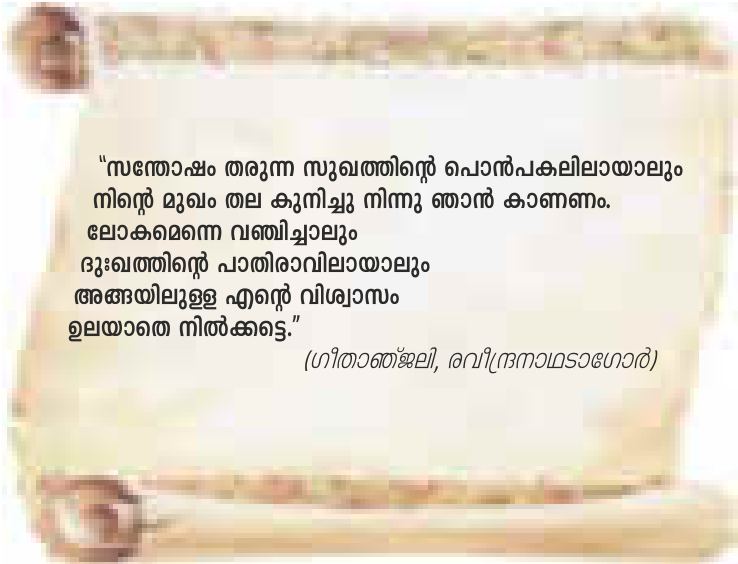 “സന്തോഷം തരുന്ന സുഖത്തിന്റെ പൊൻപകലിലായാലും
നിന്റെ മുഖം തല കുനിച്ചു നിന്നു ഞാൻ കാണണം.
ലോകമെന്നെ വഞ്ചിച്ചാലും
ദുഃഖത്തിന്റെ പാതിരാവിലായാലും
അങ്ങയിലുളള എന്റെ വിശ്വാസം
ഉലയാതെ നിൽക്കട്ടെ.”
(ഗീതാഞ്ജലി, രവീന്ദ്രനാഥടാഗോർ)